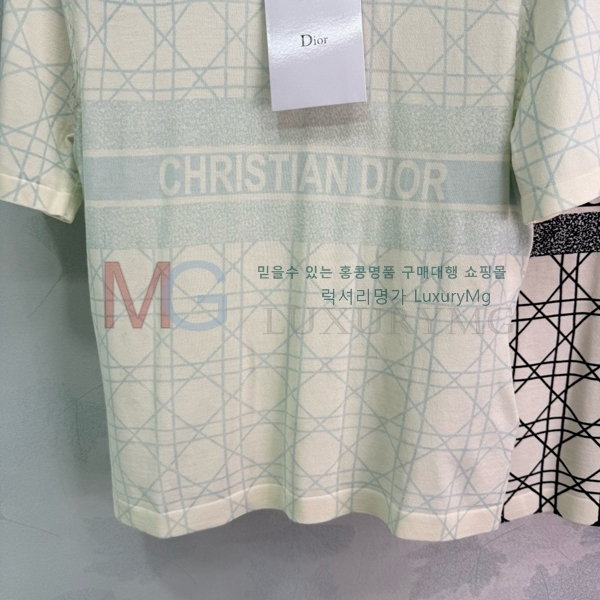 Dior
CHRISTIAN DIOR
MG
믿을수 있는 홍콩명품 구매대행 쇼핑몰
럭셔리명가 LuxuryMg
LUXURYMG